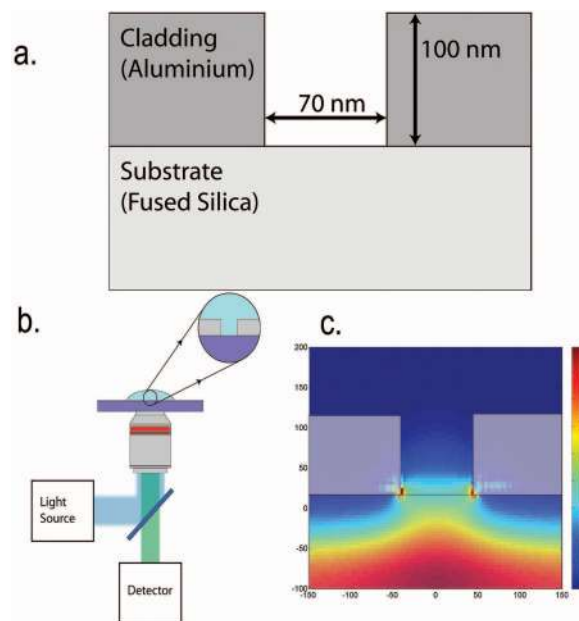 a.
Cladding
(Aluminium)
100 nm
70 nm
Substrate
(Fused Silica)
b.
Light
Source
Detector
c.
200
150
100
50
0
-50
-100
-150 -100 -50 0 50 100 150